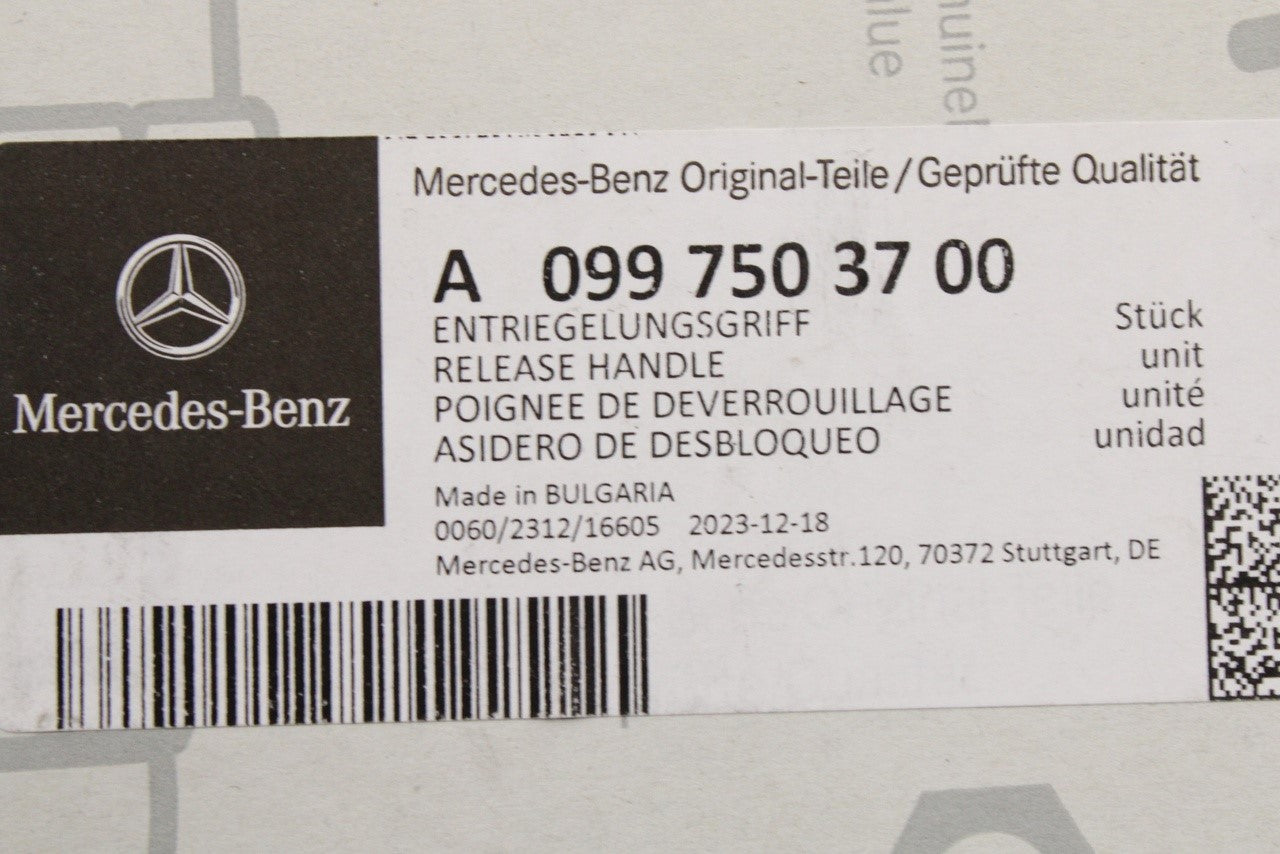 Mercedes-Benz Original-Teile/Geprüfte Qualität
A 099 750 37 00
ENTRIEGELUNGSGRIFF Stück
RELEASE HANDLE unit
POIGNEE DE DEVERROUILLAGE unité
ASIDERO DE DESBLOQUEO unidad
Made in BULGARIA
0060/2312/16605 2023-12-18
Mercedes-Benz AG, Mercedesstr.120, 70372 Stuttgart, DE
Mercedes-Benz